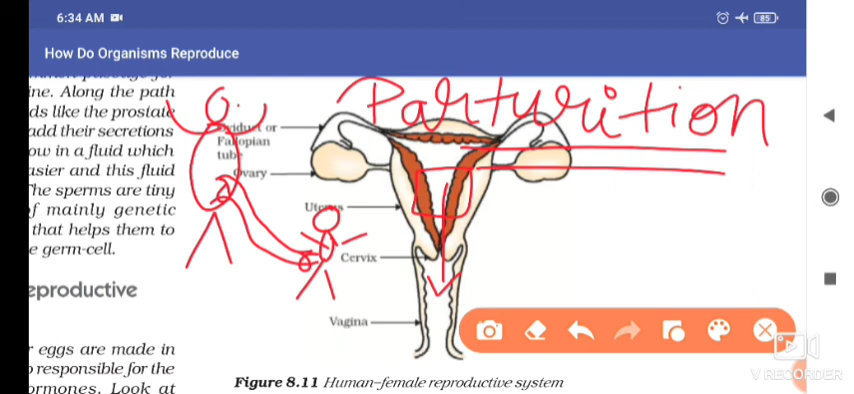 6:34 AM
85
How Do Organisms Reproduce
ine. Along the path
ds like the prostate
add their secretions
ow in a fluid which
asier and this fluid
he sperms are tiny
f mainly genetic
that helps them to
e germ-cell.
eproductive
r eggs are made in
responsible for the
ormones. Look at
Parturition
Oviduct or
Fallopian
tube
Ovary
Uterus
Cervix
Vagina
Figure 8.11 Human–female reproductive system
V RECORDER